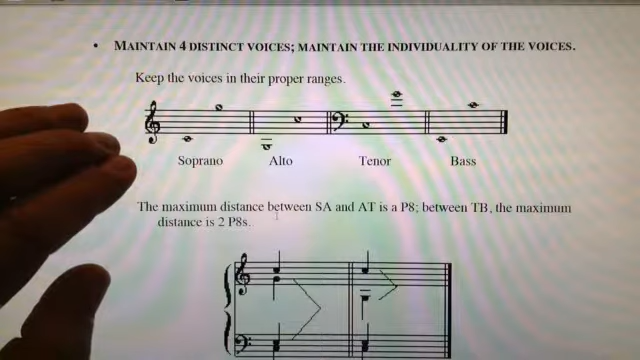 • MAINTAIN 4 DISTINCT VOICES; MAINTAIN THE INDIVIDUALITY OF THE VOICES.
Keep the voices in their proper ranges.
Soprano Alto Tenor Bass
The maximum distance between SA and AT is a P8; between TB, the maximum
distance is 2 P8s.